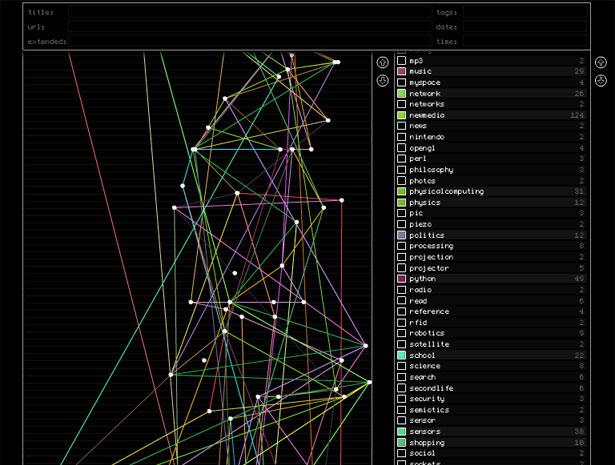 title: tags:
url: date:
extended: time:
mp3 2
music 29
myspace 4
network 26
networks 2
newmedia 124
news 2
nintendo 2
opengl 4
perl 3
philosophy 3
photos 2
physicalcomputing 31
physics 12
pic 3
piezo 2
politics 12
processing 8
projection 2
projector 5
python 49
radio 2
read 6
reference 4
rfid 2
robotics 9
satellite 2
school 22
science 8
search 6
secondlife 6
security 3
semiotics 2
sensor 3
sensors 38
shopping 10
social 2
sockets